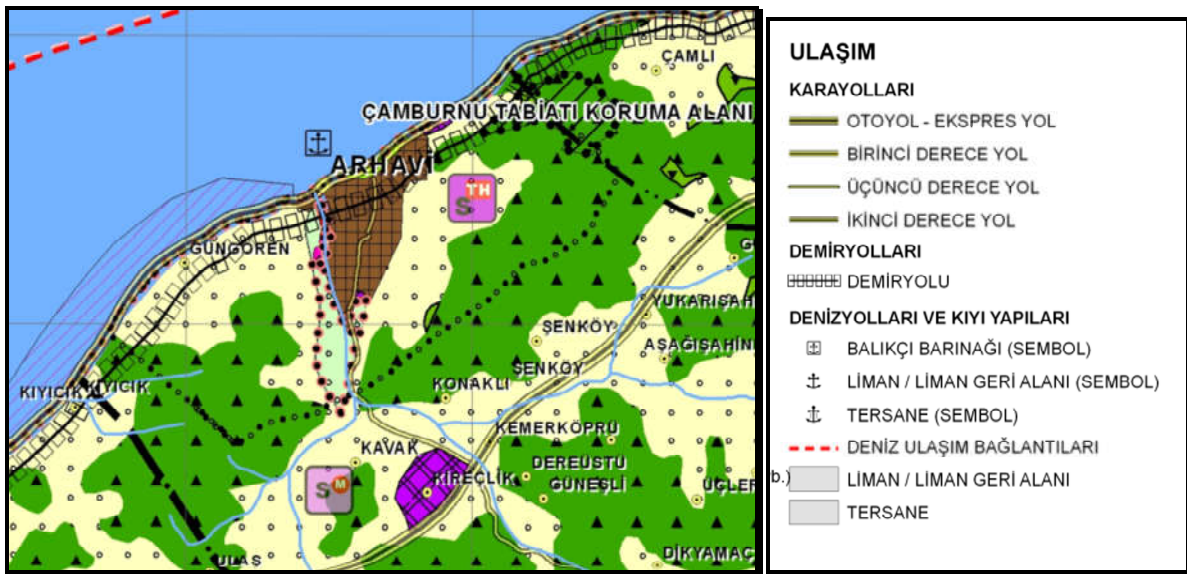 ÇAMLI
ÇAMBURNU TABİATI KORUMA ALANI
ARHAVİ
S TH
GÜNGÖREN
YUKARIŞAH
ŞENKÖY
AŞAĞIŞAHİN
ŞENKÖY
KIYICIK KIYICIK
KONAKLI
KEMERKÖPRÜ
KAVAK
DEREÜSTÜ
KİREÇLİK
GÜNEŞLİ
ÜÇLER
S M
ULAŞ
DİKYAMAÇ
ULAŞIM
KARAYOLLARI
OTOYOL - EKSPRES YOL
BİRİNCİ DERECE YOL
ÜÇÜNCÜ DERECE YOL
İKİNCİ DERECE YOL
DEMİRYOLLARI
DEMİRYOLU
DENİZYOLLARI VE KIYI YAPILARI
BALIKÇI BARINAĞI (SEMBOL)
LİMAN / LİMAN GERİ ALANI (SEMBOL)
TERSANE (SEMBOL)
DENİZ ULAŞIM BAĞLANTILARI
b.) LİMAN / LİMAN GERİ ALANI
TERSANE